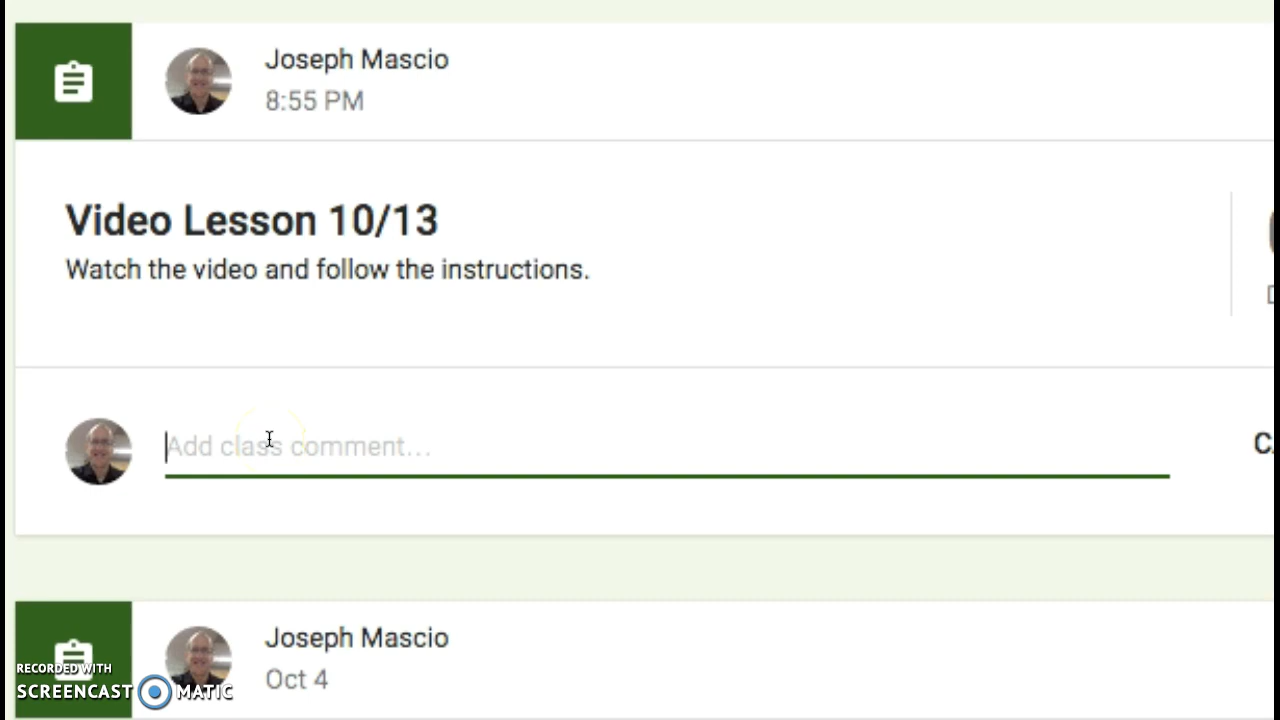 Joseph Mascio
8:55 PM
Video Lesson 10/13
Watch the video and follow the instructions.
Add class comment...
Joseph Mascio
Oct 4
RECORDED WITH
SCREENCAST MATIC